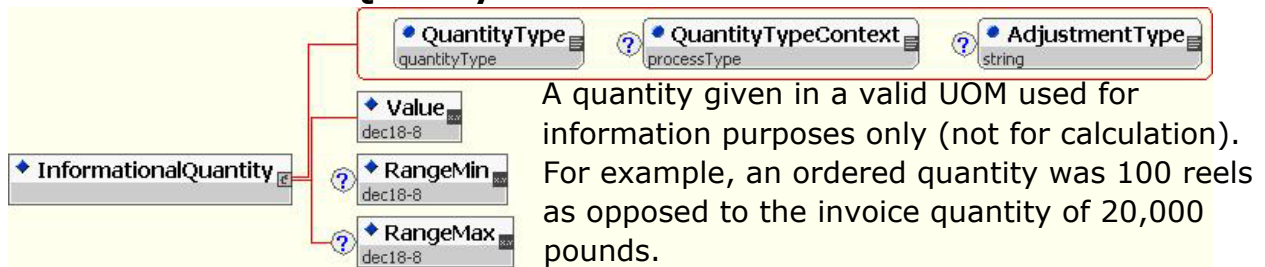 QuantityType
quantityType
? QuantityTypeContext
processType
? AdjustmentType
string
Value
dec18-8
InformationalQuantity
? RangeMin
dec18-8
? RangeMax
dec18-8
A quantity given in a valid UOM used for
information purposes only (not for calculation).
For example, an ordered quantity was 100 reels
as opposed to the invoice quantity of 20,000
pounds.